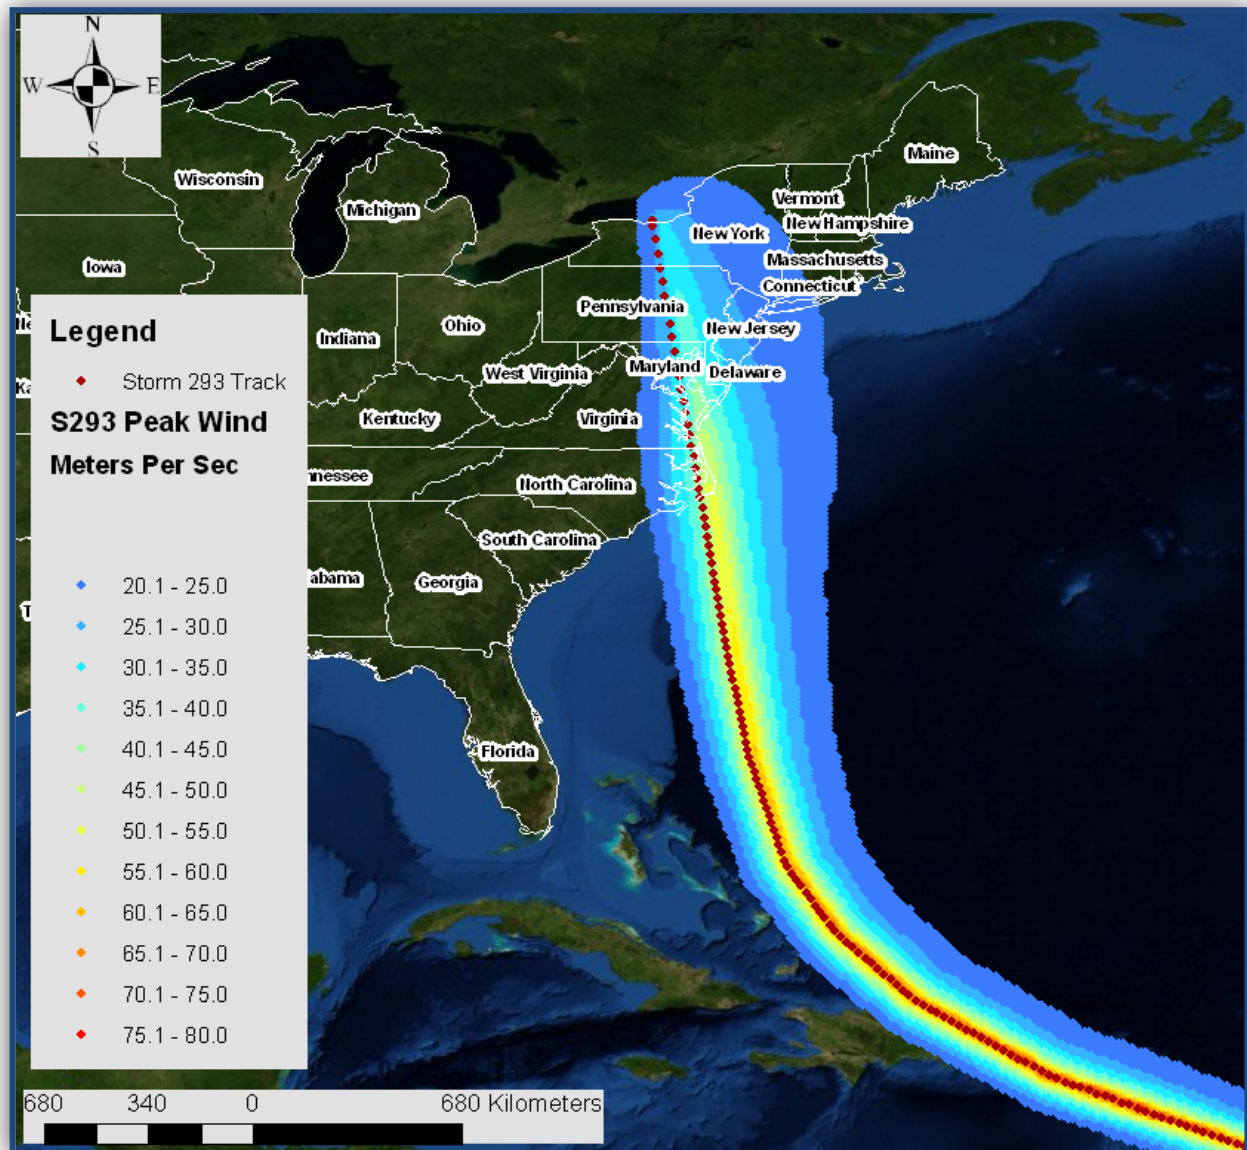 N
W E
S
Maine
Wisconsin
Vermont
Michigan
New Hampshire
New York
Massachusetts
Iowa
Connecticut
Pennsylvania
New Jersey
Ohio
Indiana
Maryland
West Virginia
Delaware
Kentucky
Virginia
nnessee
North Carolina
South Carolina
abama
Georgia
Florida
Legend
Storm 293 Track
S293 Peak Wind
Meters Per Sec
20.1 - 25.0
25.1 - 30.0
30.1 - 35.0
35.1 - 40.0
40.1 - 45.0
45.1 - 50.0
50.1 - 55.0
55.1 - 60.0
60.1 - 65.0
65.1 - 70.0
70.1 - 75.0
75.1 - 80.0
680 340 0 680 Kilometers